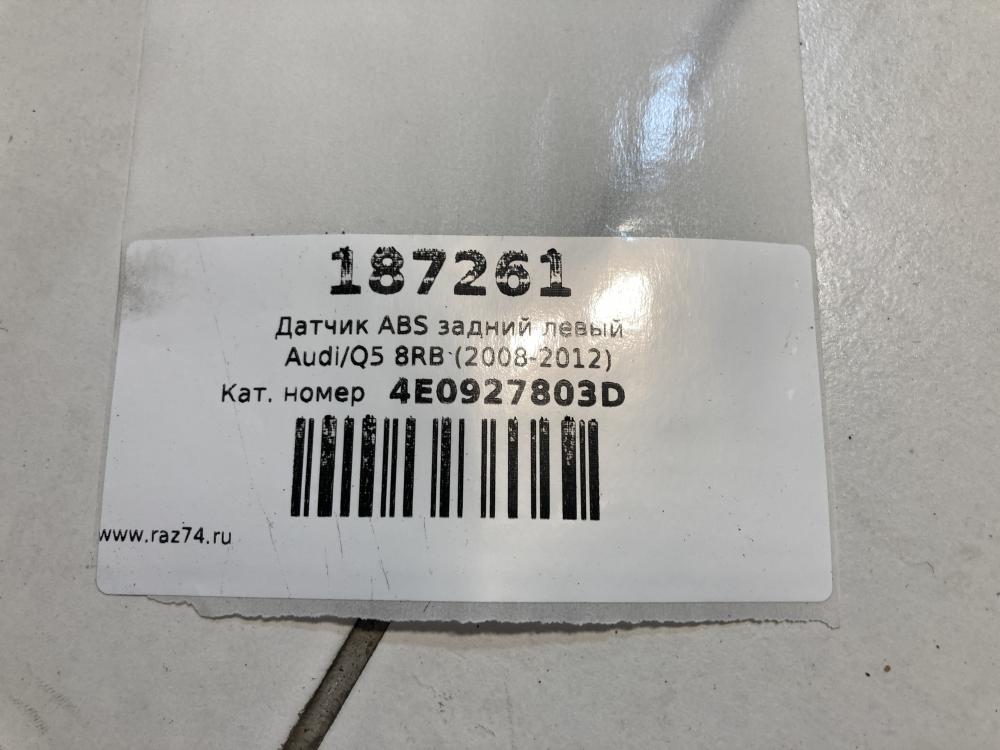 187261
Датчик ABS задний левый
Audi/Q5 8RB (2008-2012)
Кат. номер 4E0927803D
www.raz74.ru